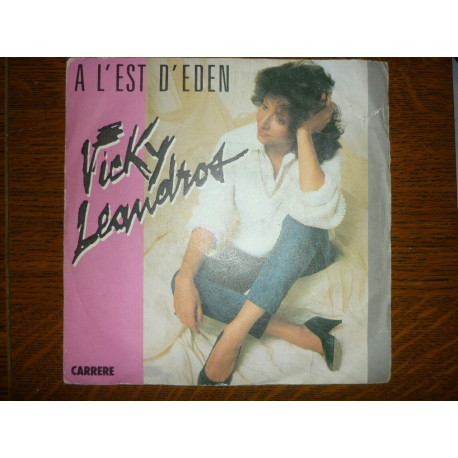 A L'EST D'EDEN
Vicky
Leandros
CARRERE